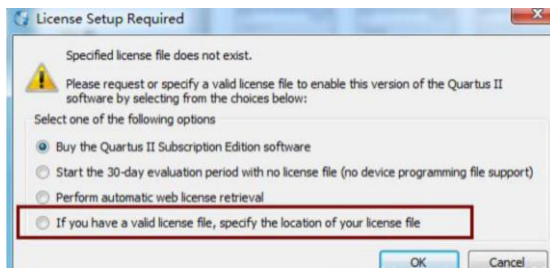 License Setup Required
Specified license file does not exist.
Please request or specify a valid license file to enable this version of the Quartus II
software by selecting from the choices below:
Select one of the following options
Buy the Quartus II Subscription Edition software
Start the 30-day evaluation period with no license file (no device programming file support)
Perform automatic web license retrieval
If you have a valid license file, specify the location of your license file
OK
Cancel